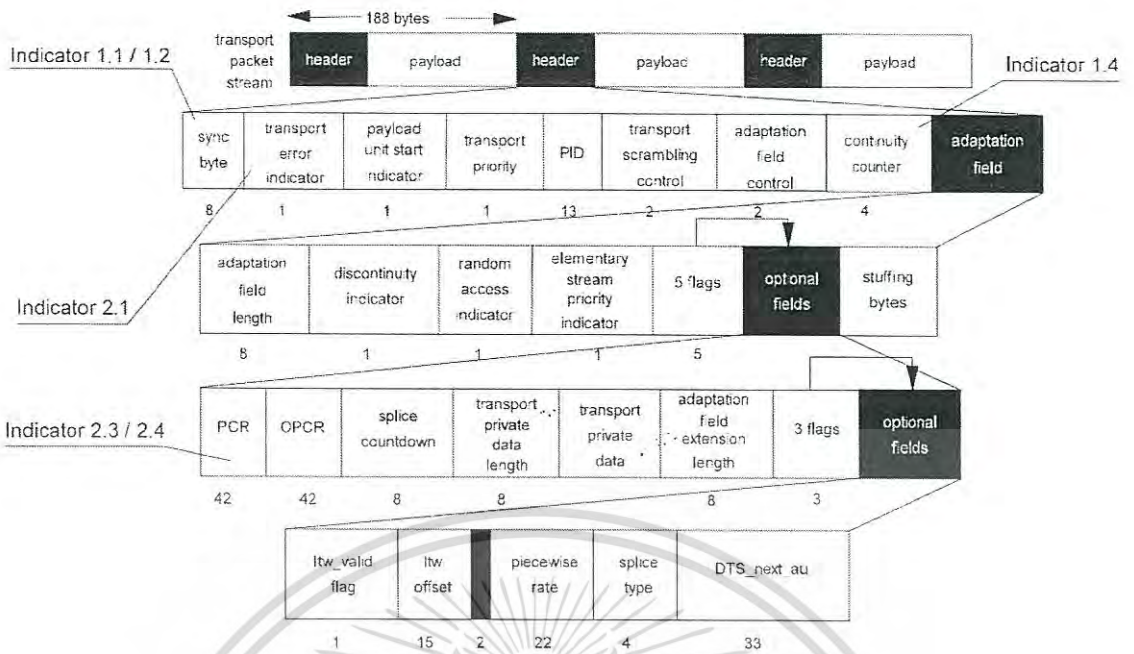 188 bytes
transport
packet
stream
header
payload
header
payload
header
payload
Indicator 1.1 / 1.2
Indicator 1.4
sync
byte
transport
error
indicator
payload
unit start
ndicator
transport
priority
PID
transport
scrambling
control
adaptation
field
control
continuity
counter
adaptation
field
8
1
1
1
13
2
2
4
Indicator 2.1
adaptation
field
length
discontinuity
indicator
random
access
indicator
elementary
stream
priority
indicator
5 flags
optional
fields
stuffing
bytes
8
1
1
1
5
Indicator 2.3 / 2.4
PCR
OPCR
splice
countdown
transport
private
data
length
transport
private
data
adaptation
field
extension
length
3 flags
optional
fields
42
42
8
8
8
3
ltw_valid
flag
ltw
offset
piecewise
rate
splice
type
DTS_next_au
1
15
2
22
4
33